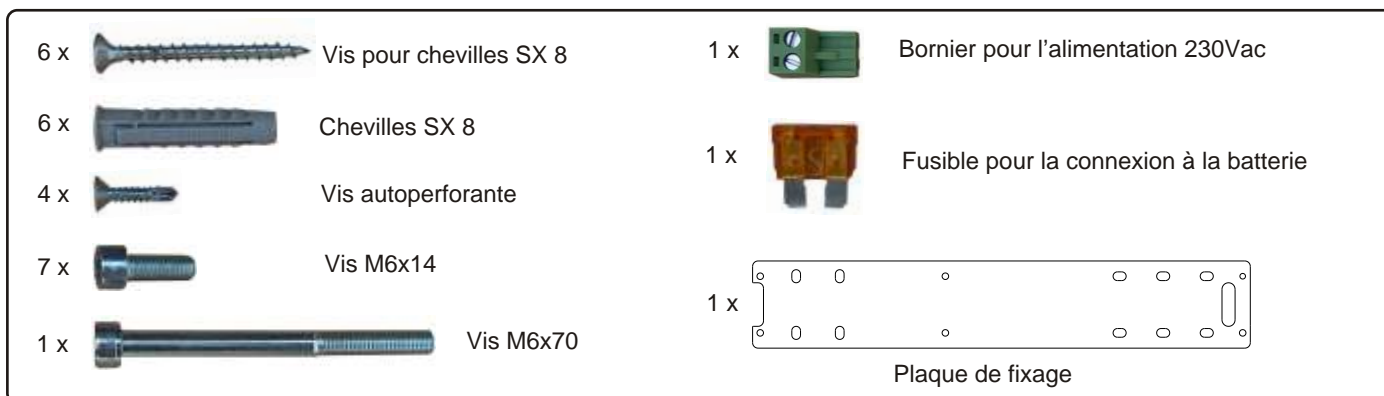 6 x Vis pour chevilles SX 8
6 x Chevilles SX 8
4 x Vis autoperforante
7 x Vis M6x14
1 x Vis M6x70
1 x Bornier pour l'alimentation 230Vac
1 x Fusible pour la connexion à la batterie
1 x
Plaque de fixage